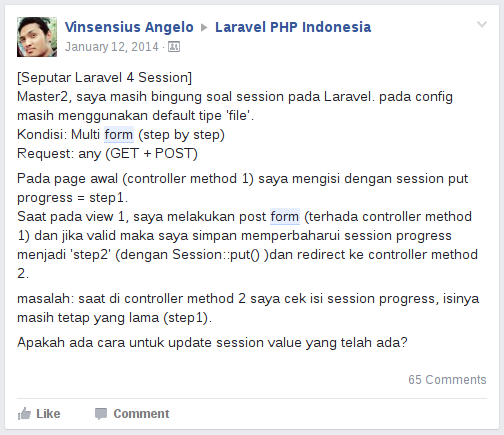 Vinsensius Angelo ▸ Laravel PHP Indonesia
January 12, 2014 ·
[Seputar Laravel 4 Session]
Master2, saya masih bingung soal session pada Laravel. pada config
masih menggunakan default tipe 'file'.
Kondisi: Multi form (step by step)
Request: any (GET + POST)
Pada page awal (controller method 1) saya mengisi dengan session put
progress = step1.
Saat pada view 1, saya melakukan post form (terhada controller method
1) dan jika valid maka saya simpan memperbaharui session progress
menjadi 'step2' (dengan Session::put() )dan redirect ke controller method
2.
masalah: saat di controller method 2 saya cek isi session progress, isinya
masih tetap yang lama (step1).
Apakah ada cara untuk update session value yang telah ada?
65 Comments
Like Comment